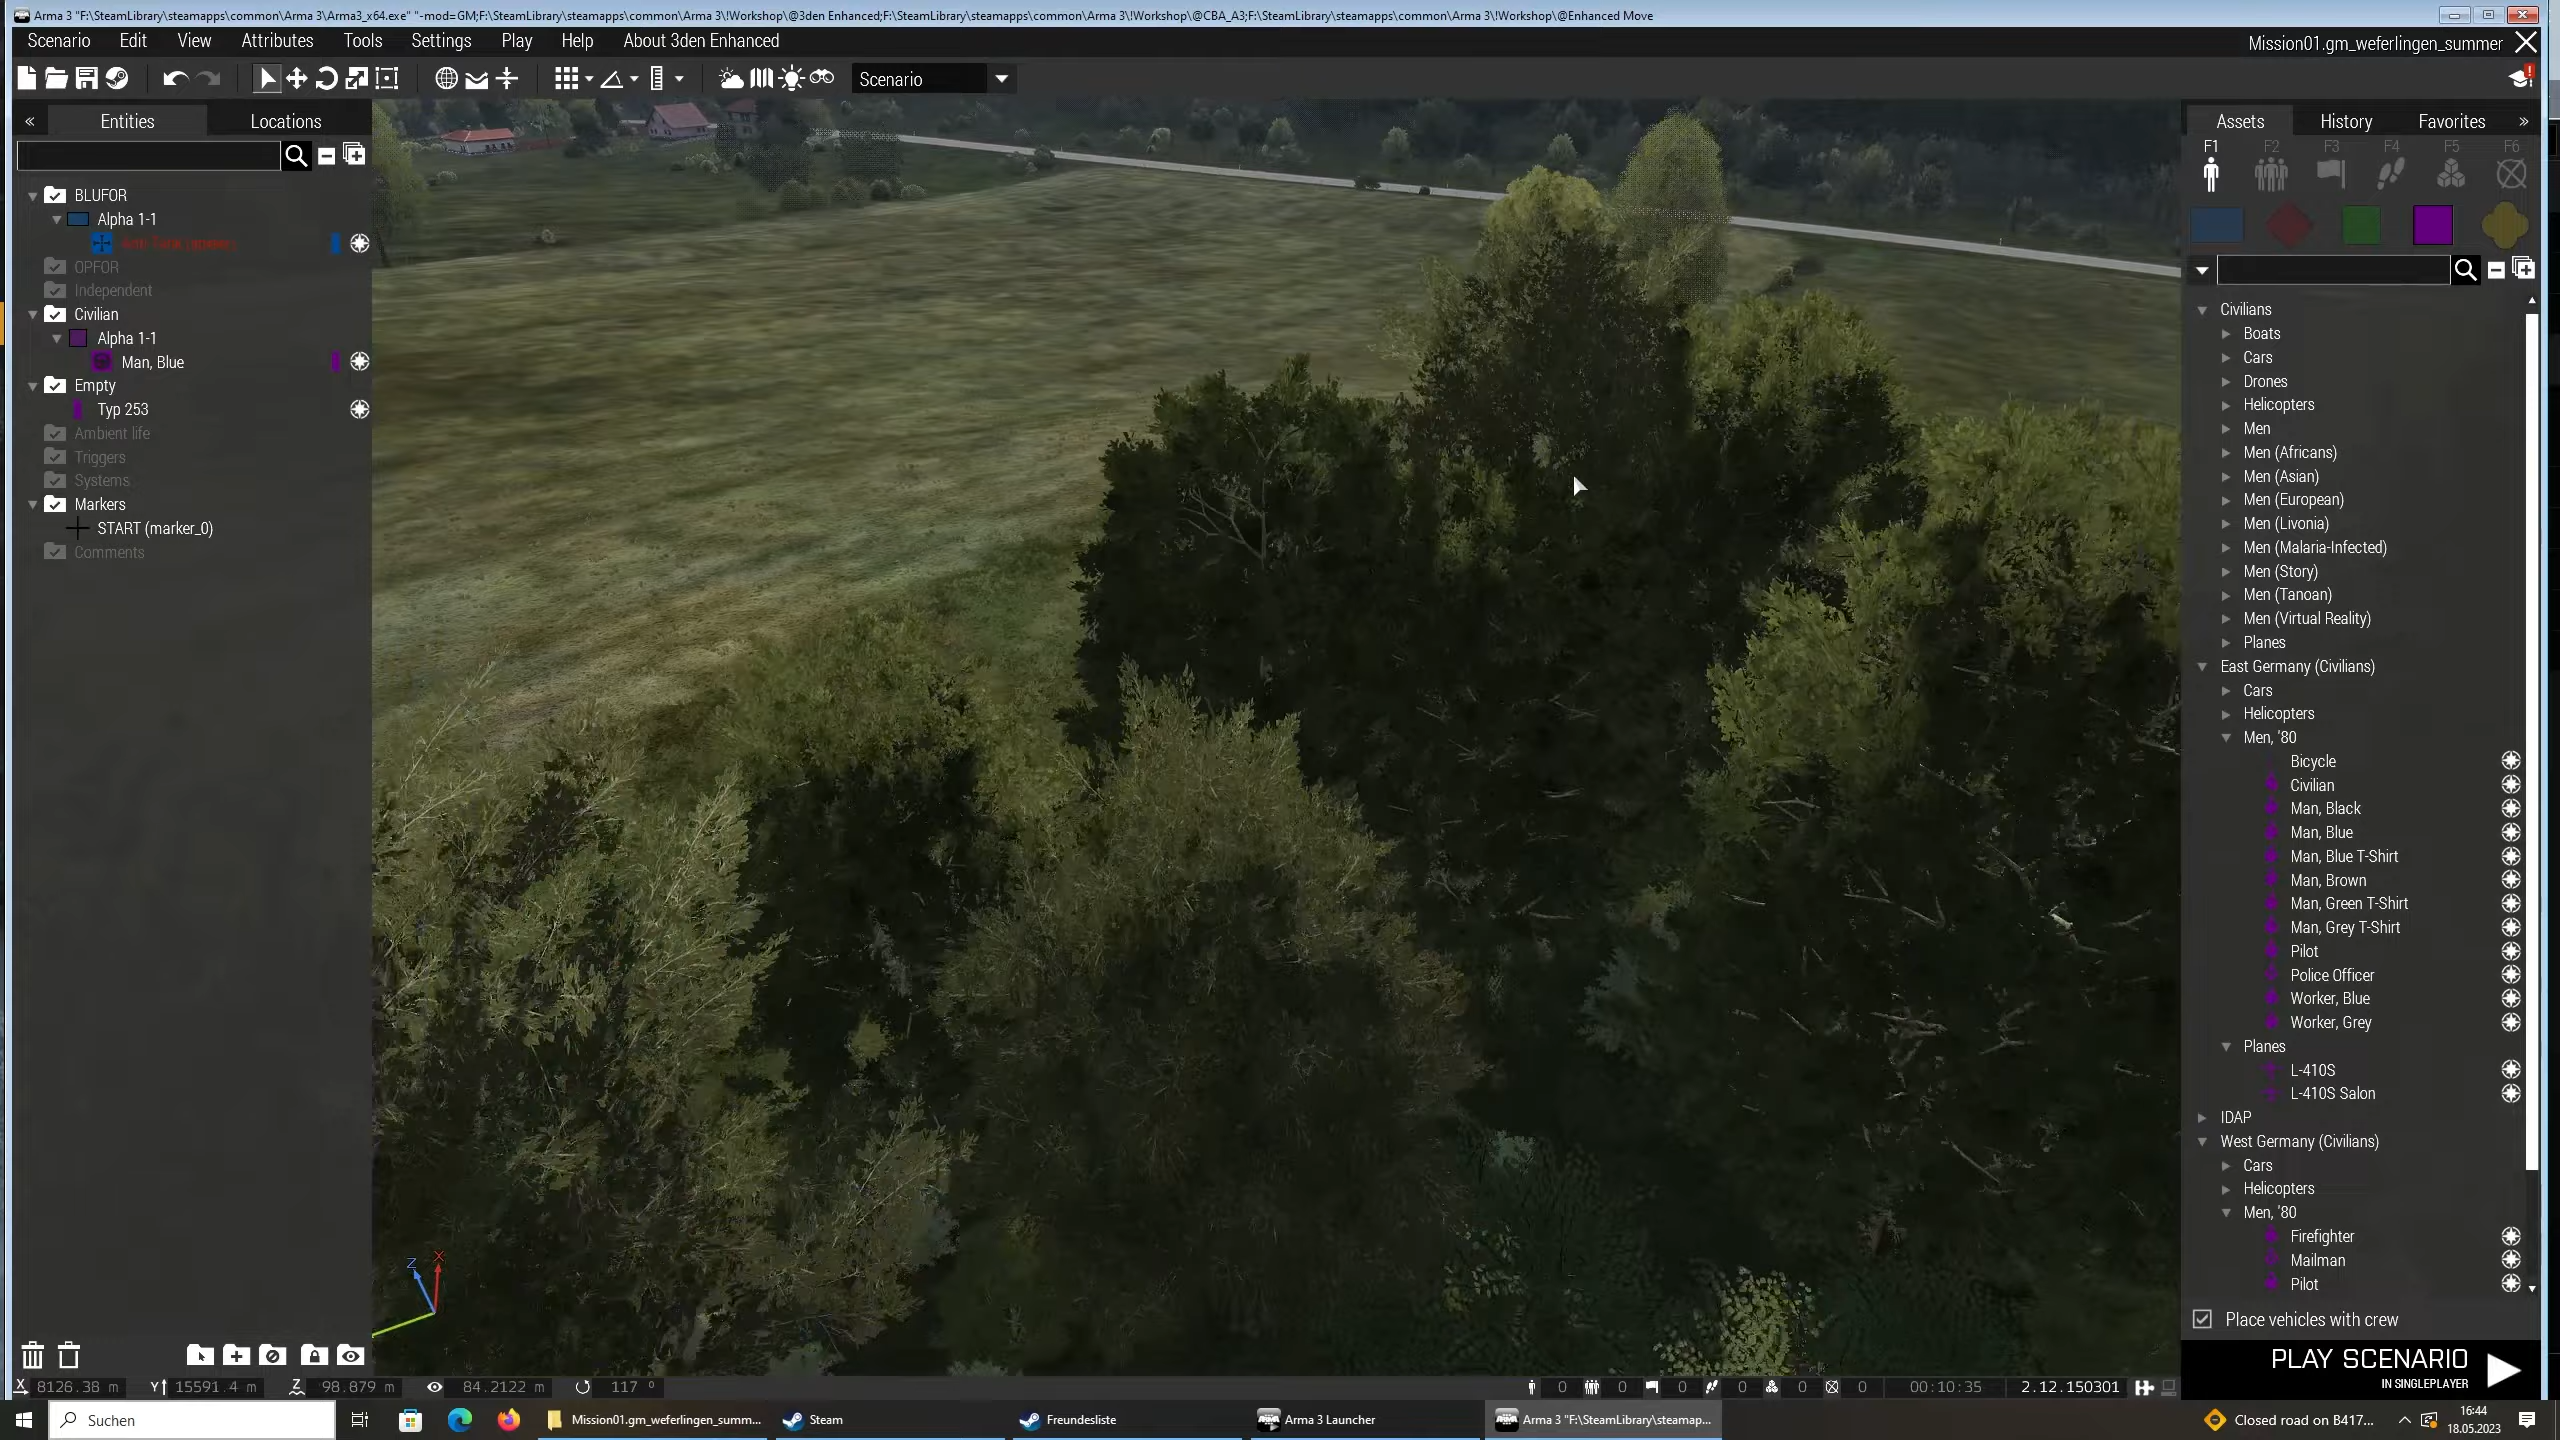 Arma 3 "F:\SteamLibrary\steamapps\common\Arma 3\Arma3_x64.exe" "-mod=GM;F:\SteamLibrary\steamapps\common\Arma 3\!Workshop\@3den Enhanced;F:\SteamLibrary\steamapps\common\Arma 3\!Workshop\@CBA_A3;F:\SteamLibrary\steamapps\common\Arma 3\!Workshop\@Enhanced Move
Scenario Edit View Attributes Tools Settings Play Help About 3den Enhanced
Mission01.gm_weferlingen_summer
Scenario
Entities Locations
BLUFOR
Alpha 1-1
OPFOR
Independent
Civilian
Alpha 1-1
Man, Blue
Empty
Typ 253
Ambient life
Triggers
Systems
Markers
START (marker_0)
Comments
Assets History Favorites
F1 F2 F3 F4 F5 F6
Civilians
Boats
Cars
Drones
Helicopters
Men
Men (Africans)
Men (Asian)
Men (European)
Men (Livonia)
Men (Malaria-Infected)
Men (Story)
Men (Tanoan)
Men (Virtual Reality)
Planes
East Germany (Civilians)
Cars
Helicopters
Men, '80
Bicycle
Civilian
Man, Black
Man, Blue
Man, Blue T-Shirt
Man, Brown
Man, Green T-Shirt
Man, Grey T-Shirt
Pilot
Police Officer
Worker, Blue
Worker, Grey
Planes
L-410S
L-410S Salon
IDAP
West Germany (Civilians)
Cars
Helicopters
Men, '80
Firefighter
Mailman
Pilot
Place vehicles with crew
PLAY SCENARIO
IN SINGLEPLAYER
Z X
X 8126.38 m Y 15591.4 m Z 98.879 m 84.2122 m 117 ° 0 0 0 0 0 0 00:10:35 2.12.150301
Suchen
Mission01.gm_weferlingen_summ...
Steam
Freundesliste
Arma 3 Launcher
Arma 3 "F:\SteamLibrary\steamap...
Closed road on B417...
16:44
18.05.2023